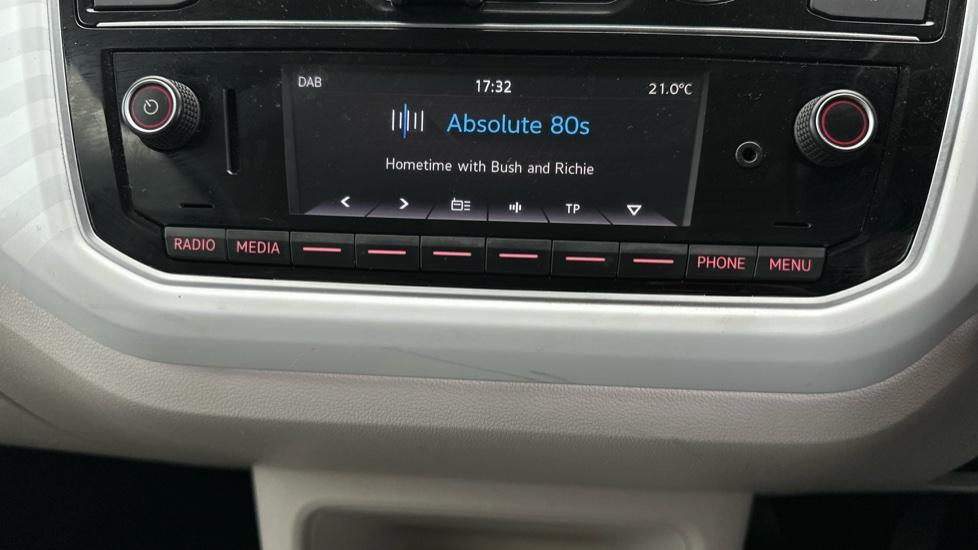 DAB 17:32 21.0°C
Absolute 80s
Hometime with Bush and Richie
TP
RADIO MEDIA PHONE MENU